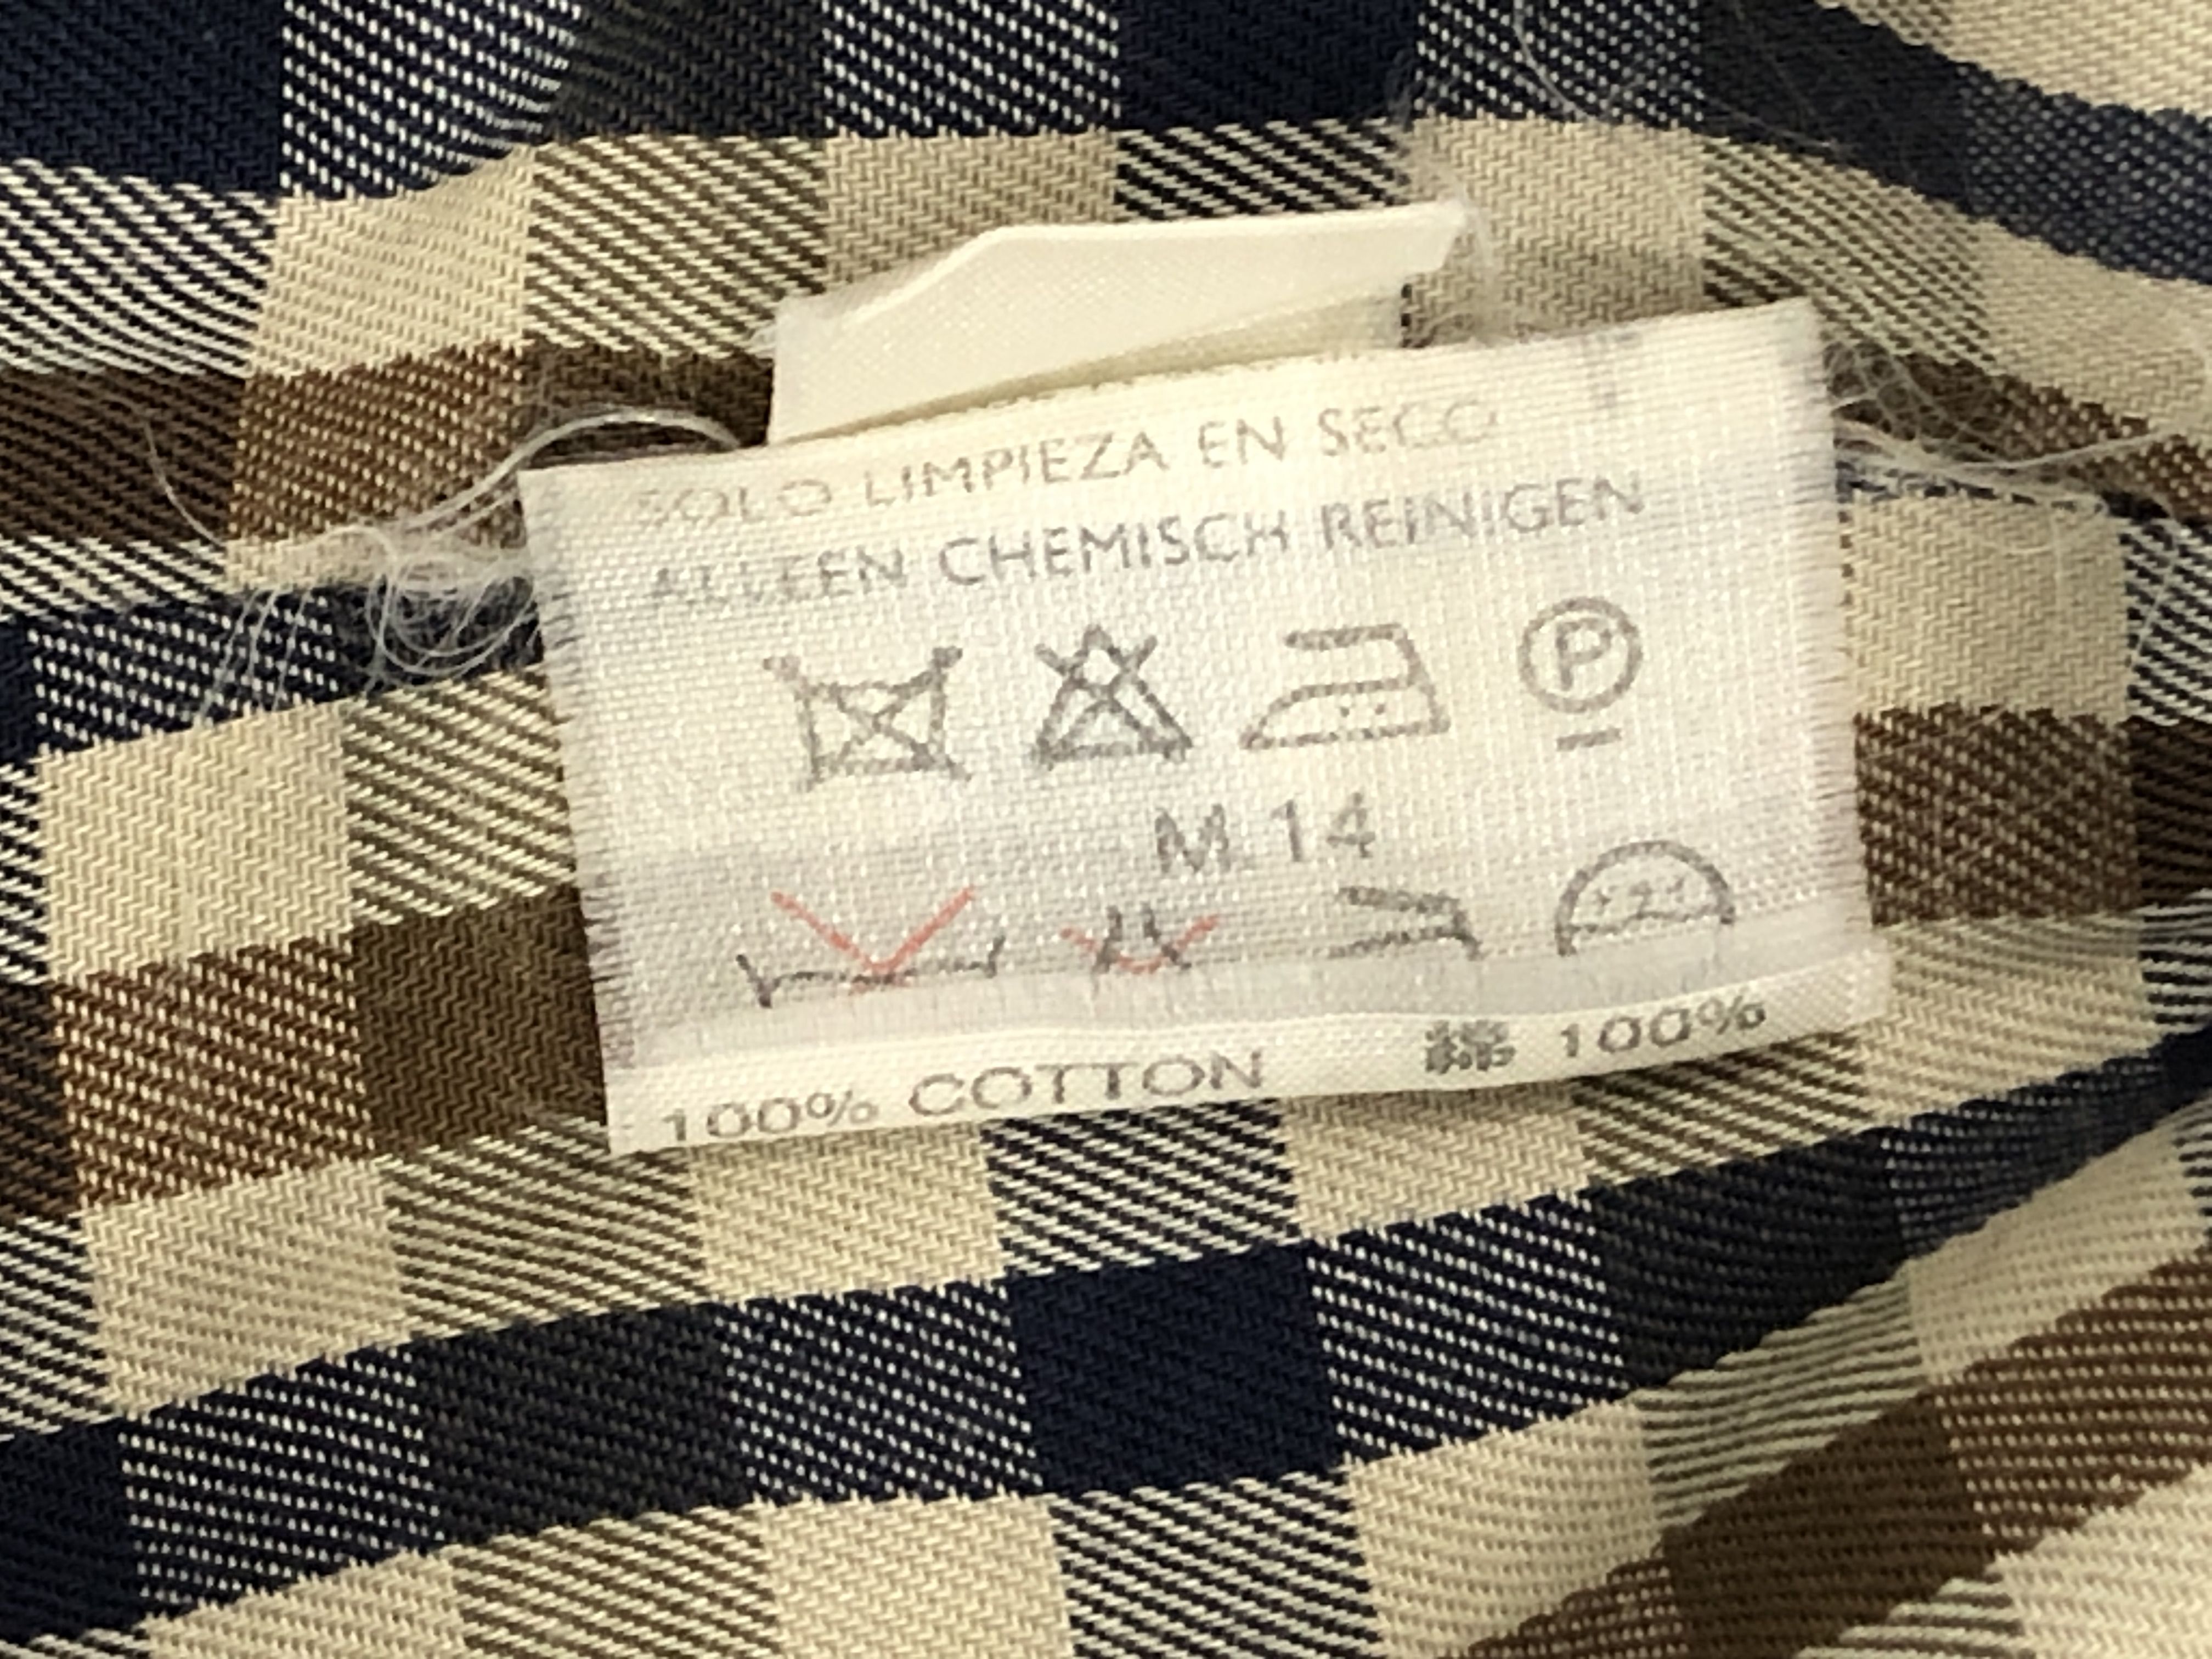 SOLO LIMPIEZA EN SECO
ALLEEN CHEMISCH REINIGEN
P
M.14
100% COTTON 綿 100%